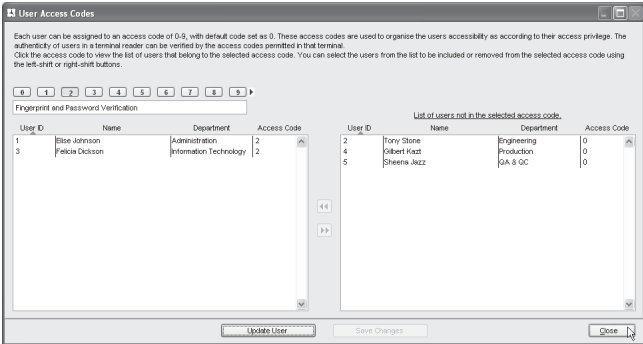 User Access Codes
Each user can be assigned to an access code of 0-9, with default code set as 0. These access codes are used to organise the users accessibility as according to their access privilege. The
authenticity of users in a terminal reader can be verified by the access codes permitted in that terminal.
Click the access code to view the list of users that belong to the selected access code. You can select the users from the list to be included or removed from the selected access code using
the left-shift or right-shift buttons.
0 1 2 3 4 5 6 7 8 9
Fingerprint and Password Verification
List of users not in the selected access code.
User ID Name Department Access Code User ID Name Department Access Code
1 Elise Johnson Administration 2 2 Tony Stone Engineering 0
3 Felicia Dickson Information Technology 2 4 Gilbert Kazt Production 0
5 Sheena Jazz QA & QC 0
Update User Save Changes Close